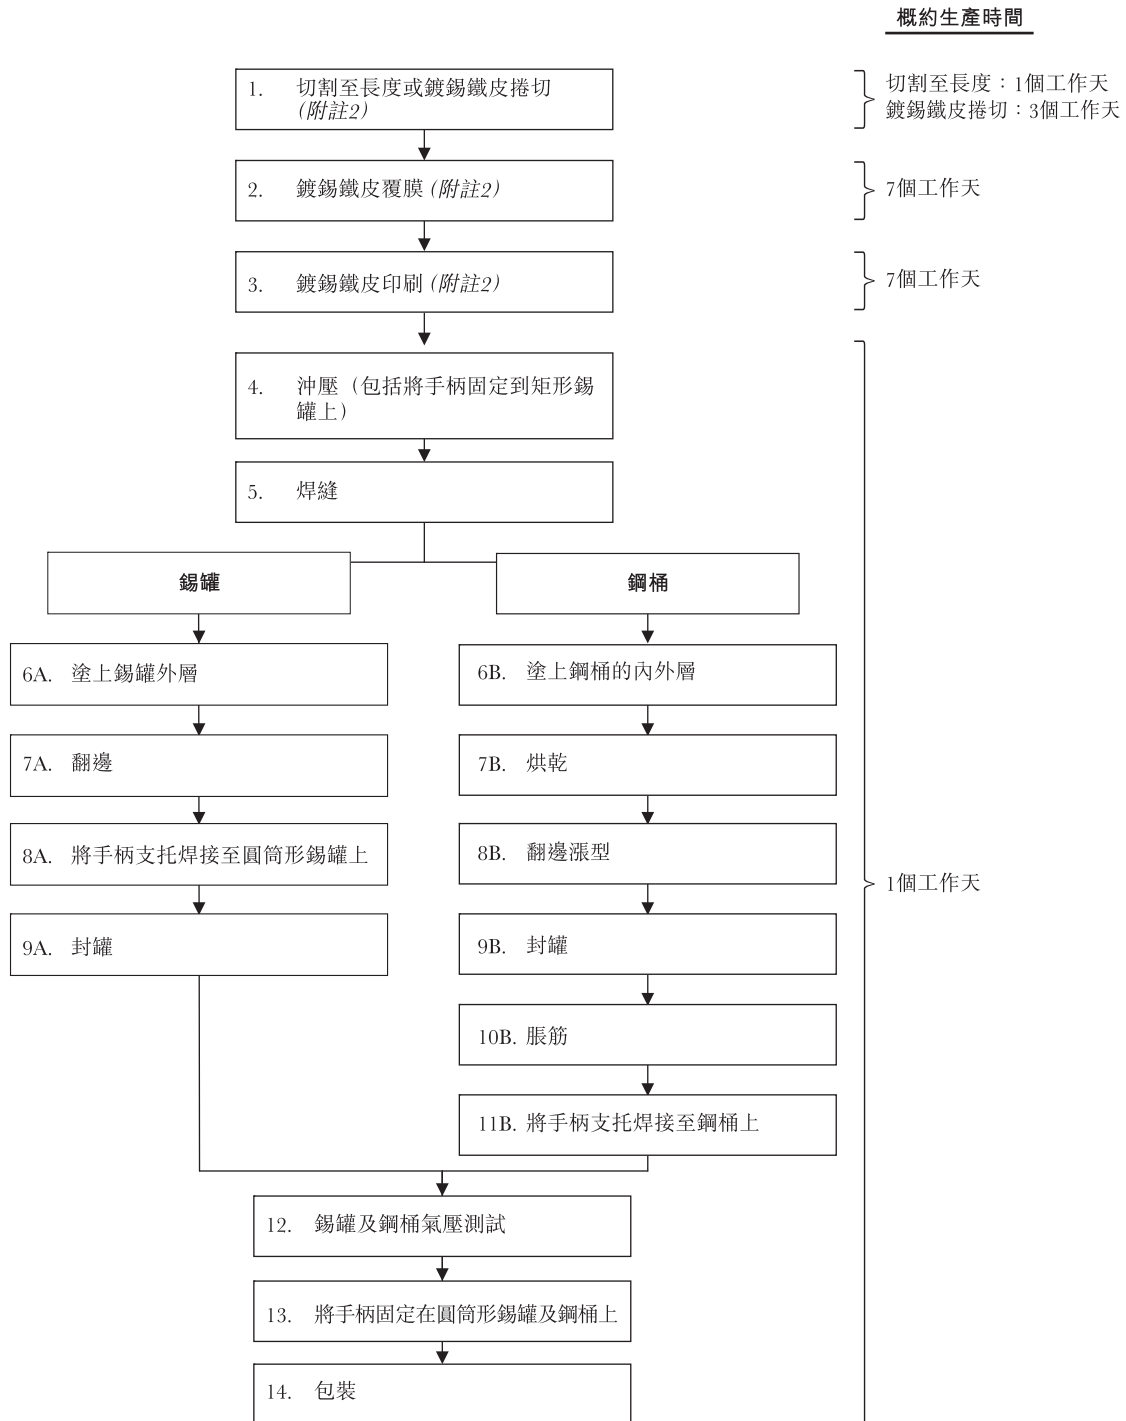 概約生產時間
1. 切割至長度或鍍錫鐵皮捲切
(附註2)
切割至長度：1個工作天
鍍錫鐵皮捲切：3個工作天
2. 鍍錫鐵皮覆膜 (附註2)
7個工作天
3. 鍍錫鐵皮印刷 (附註2)
7個工作天
4. 沖壓（包括將手柄固定到矩形錫
罐上）
5. 焊縫
錫罐
鋼桶
6A. 塗上錫罐外層
6B. 塗上鋼桶的內外層
7A. 翻邊
7B. 烘乾
8A. 將手柄支托焊接至圓筒形錫罐上
8B. 翻邊漲型
1個工作天
9A. 封罐
9B. 封罐
10B. 脹筋
11B. 將手柄支托焊接至鋼桶上
12. 錫罐及鋼桶氣壓測試
13. 將手柄固定在圓筒形錫罐及鋼桶上
14. 包裝